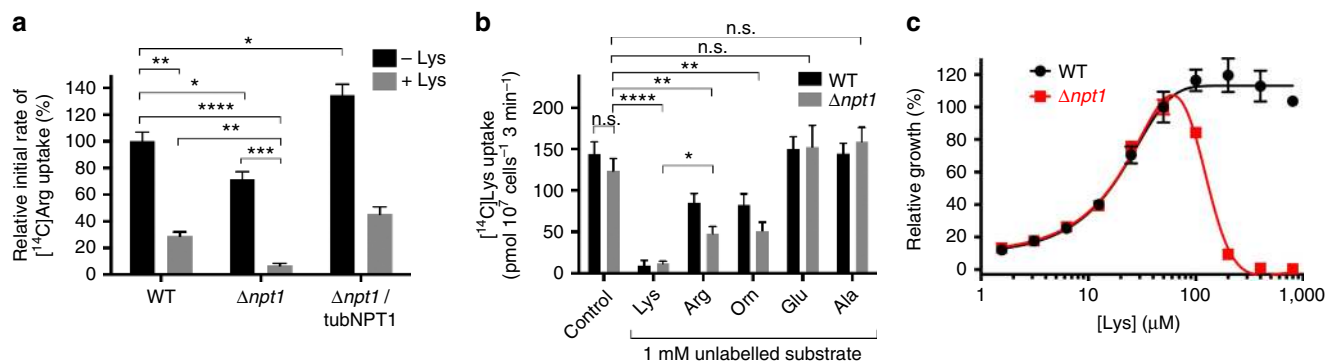 a
Relative initial rate of
[¹⁴C]Arg uptake (%)
140
120
100
80
60
40
20
0
*
**
*
****
**
***
– Lys
+ Lys
WT
Δnpt1
Δnpt1 /
tubNPT1
b
[¹⁴C]Lys uptake
(pmol 10⁷ cells⁻¹ 3 min⁻¹)
200
150
100
50
0
n.s.
n.s.
**
**
****
n.s.
*
WT
Δnpt1
Control
Lys
Arg
Orn
Glu
Ala
1 mM unlabelled substrate
c
Relative growth (%)
120
100
80
60
40
20
0
WT
Δnpt1
1
10
100
1,000
[Lys] (μM)